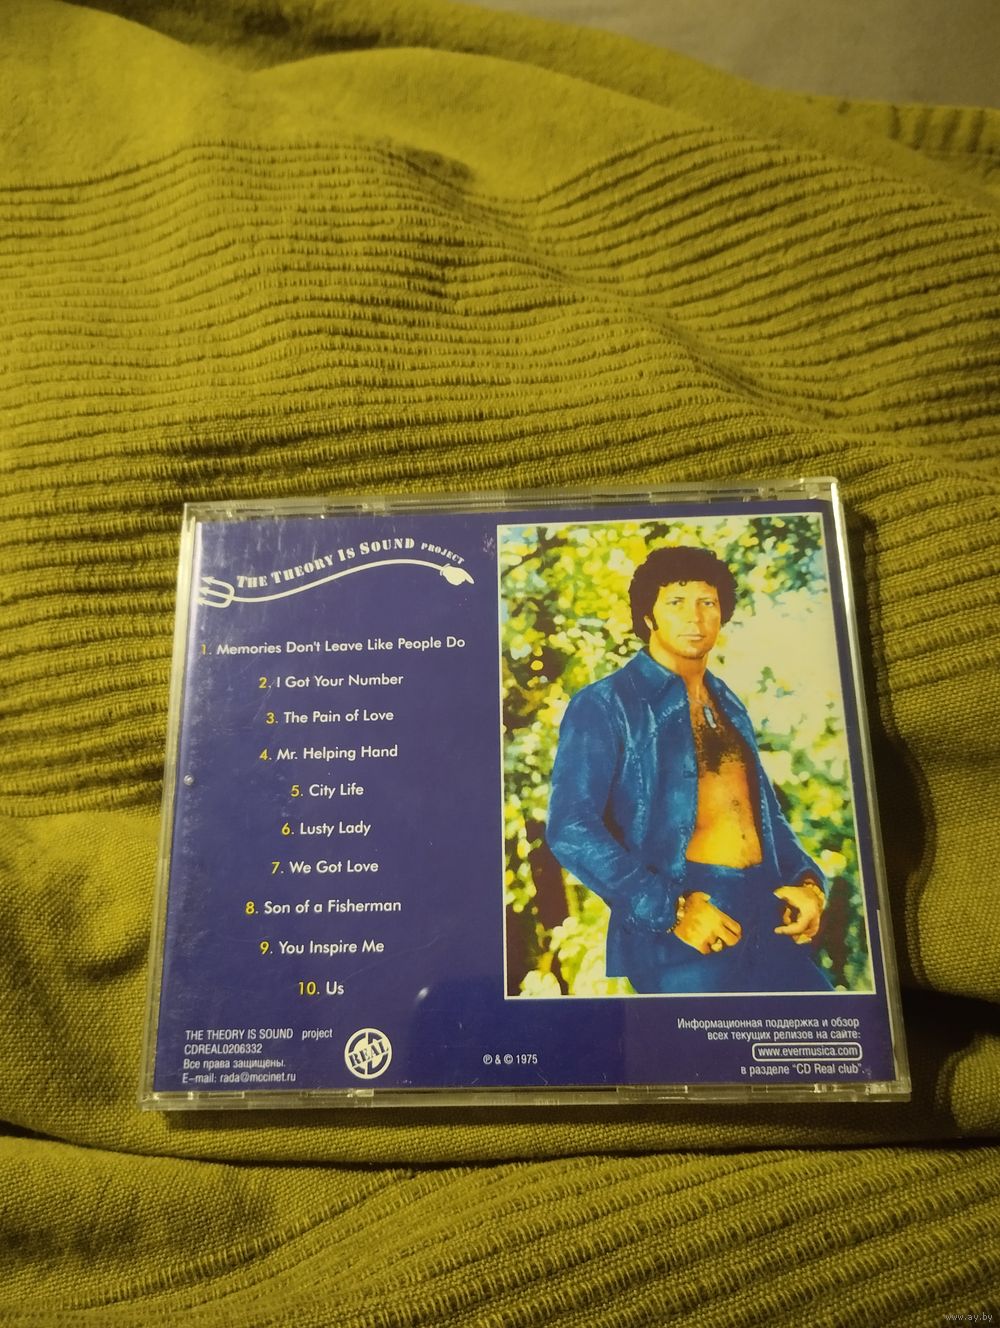 THE THEORY IS SOUND PROJECT
1. Memories Don't Leave Like People Do
2. I Got Your Number
3. The Pain of Love
4. Mr. Helping Hand
5. City Life
6. Lusty Lady
7. We Got Love
8. Son of a Fisherman
9. You Inspire Me
10. Us
THE THEORY IS SOUND project
CDREAL0206332
Все права защищены.
E-mail: rada@mccinet.ru
REAL
℗ & © 1975
Информационная поддержка и обзор
всех текущих релизов на сайте:
www.evermusica.com
в разделе "CD Real club".
www.ay.by